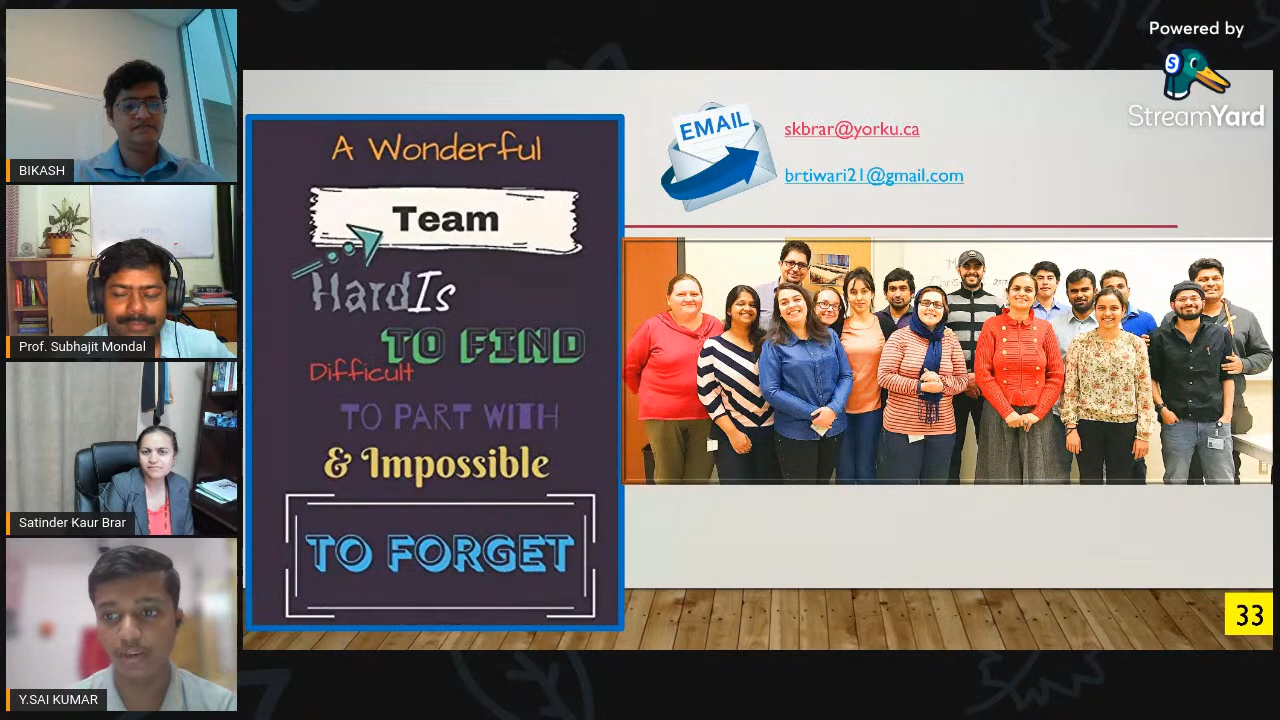 BIKASH
Prof. Subhajit Mondal
Satinder Kaur Brar
Y.SAI KUMAR
A Wonderful
Team
Hard Is
TO FIND
Difficult
TO PART WITH
& Impossible
TO FORGET
EMAIL
skbrar@yorku.ca
brtiwari21@gmail.com
33
Powered by
S
StreamYard